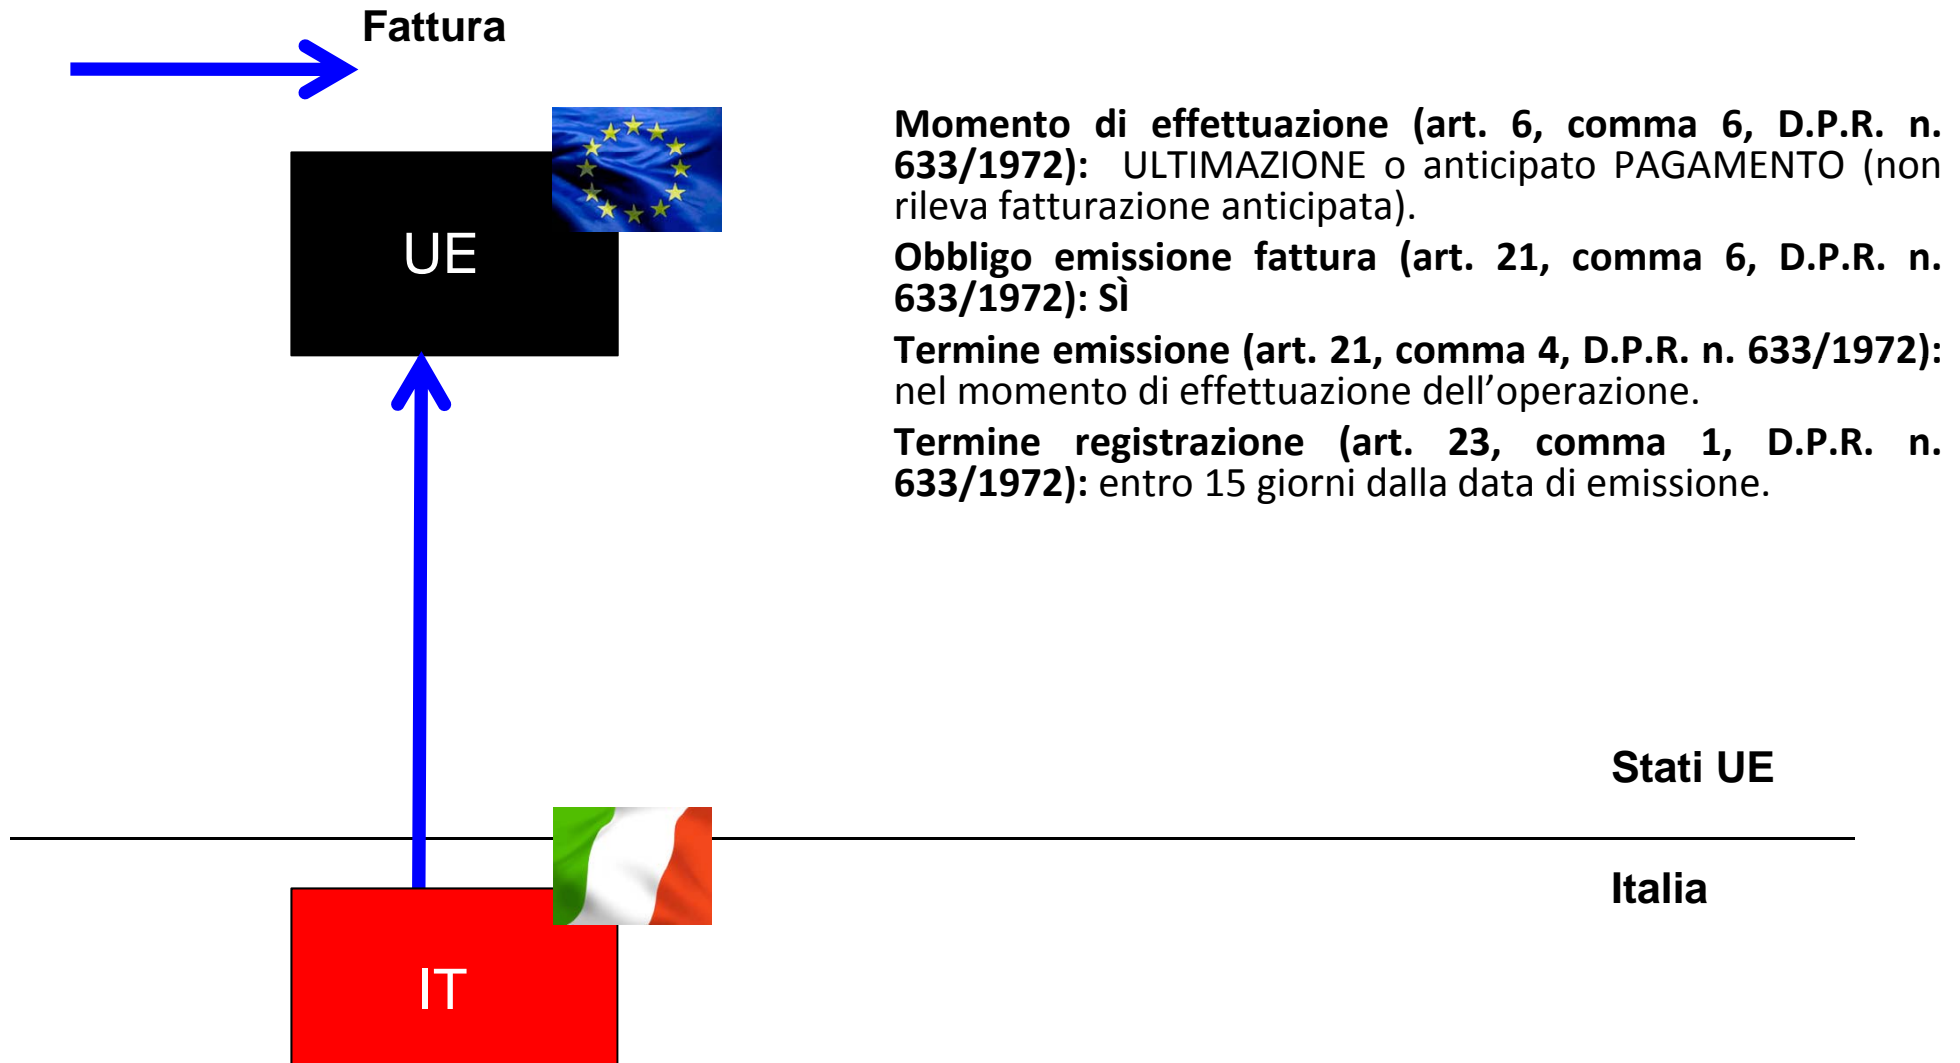 Fattura
UE
Momento di effettuazione (art. 6, comma 6, D.P.R. n.
633/1972): ULTIMAZIONE o anticipato PAGAMENTO (non
rileva fatturazione anticipata).
Obbligo emissione fattura (art. 21, comma 6, D.P.R. n.
633/1972): SÌ
Termine emissione (art. 21, comma 4, D.P.R. n. 633/1972):
nel momento di effettuazione dell’operazione.
Termine registrazione (art. 23, comma 1, D.P.R. n.
633/1972): entro 15 giorni dalla data di emissione.
Stati UE
Italia
IT